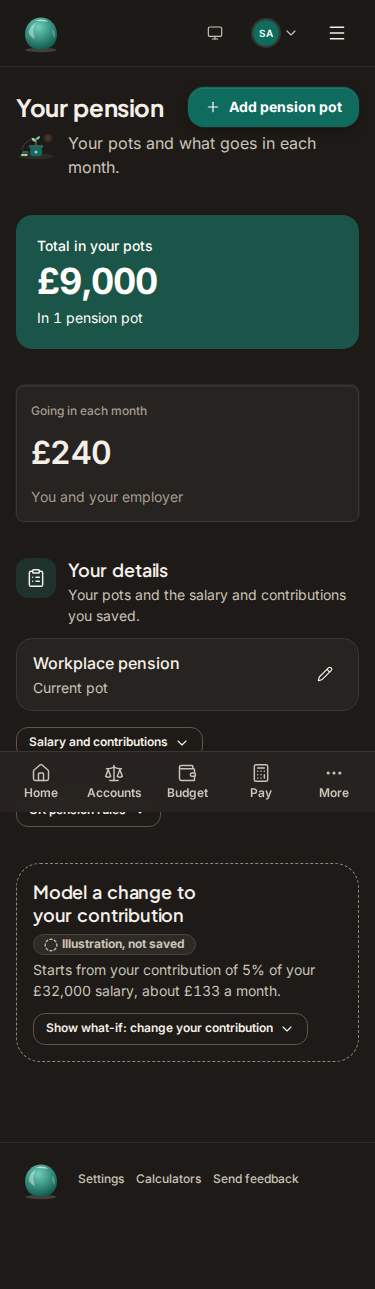 SA
Your pension
Add pension pot
Your pots and what goes in each
month.
Total in your pots
£9,000
In 1 pension pot
Going in each month
£240
You and your employer
Your details
Your pots and the salary and contributions
you saved.
Workplace pension
Current pot
Salary and contributions
Home
Accounts
Budget
Pay
More
UK pension rules
Model a change to
your contribution
Illustration, not saved
Starts from your contribution of 5% of your
£32,000 salary, about £133 a month.
Show what-if: change your contribution
Settings
Calculators
Send feedback